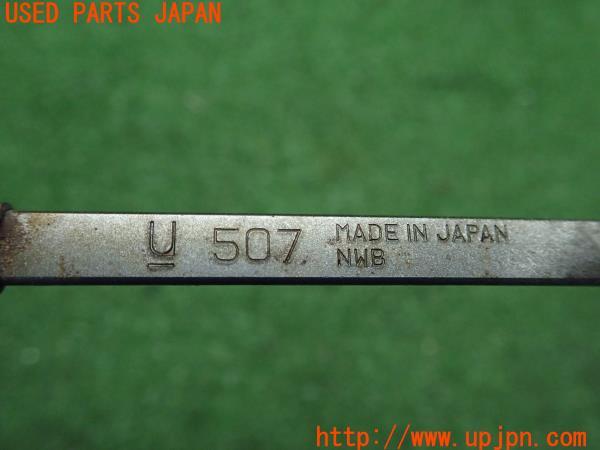 USED PARTS JAPAN
U 507 MADE IN JAPAN
NWB
http://www.upjpn.com/